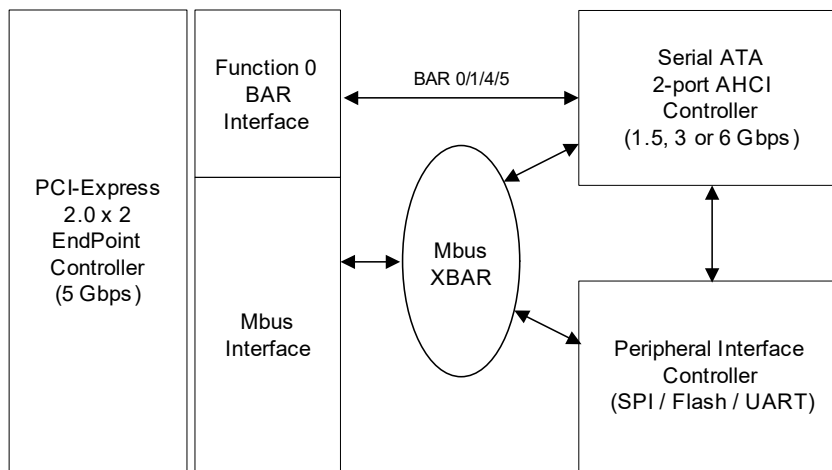 PCI-Express
2.0 x 2
EndPoint
Controller
(5 Gbps)
Function 0
BAR
Interface
Mbus
Interface
BAR 0/1/4/5
Mbus
XBAR
Serial ATA
2-port AHCI
Controller
(1.5, 3 or 6 Gbps)
Peripheral Interface
Controller
(SPI / Flash / UART)